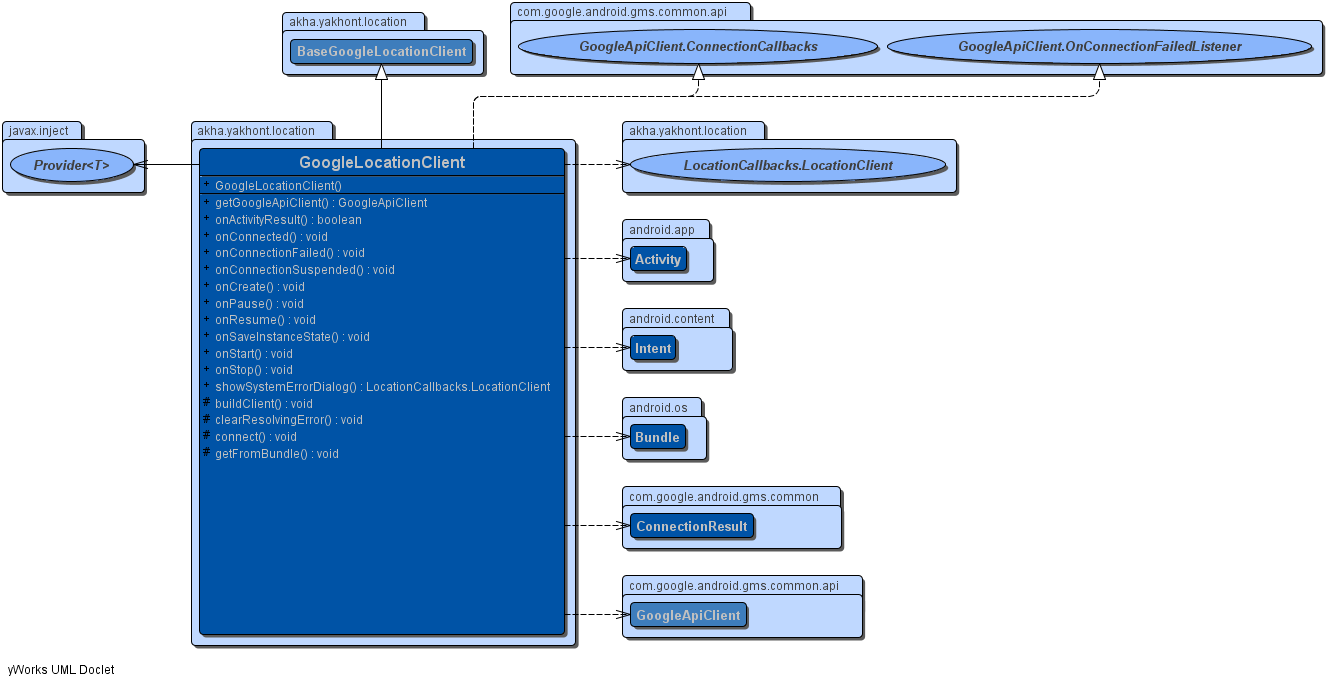 akha.yakhont.location
BaseGoogleLocationClient
com.google.android.gms.common.api
GoogleApiClient.ConnectionCallbacks
GoogleApiClient.OnConnectionFailedListener
javax.inject
Provider<T>
akha.yakhont.location
GoogleLocationClient
+ GoogleLocationClient()
+ getGoogleApiClient() : GoogleApiClient
+ onActivityResult() : boolean
+ onConnected() : void
+ onConnectionFailed() : void
+ onConnectionSuspended() : void
+ onCreate() : void
+ onPause() : void
+ onResume() : void
+ onSaveInstanceState() : void
+ onStart() : void
+ onStop() : void
+ showSystemErrorDialog() : LocationCallbacks.LocationClient
# buildClient() : void
# clearResolvingError() : void
# connect() : void
# getFromBundle() : void
akha.yakhont.location
LocationCallbacks.LocationClient
android.app
Activity
android.content
Intent
android.os
Bundle
com.google.android.gms.common
ConnectionResult
com.google.android.gms.common.api
GoogleApiClient
yWorks UML Doclet